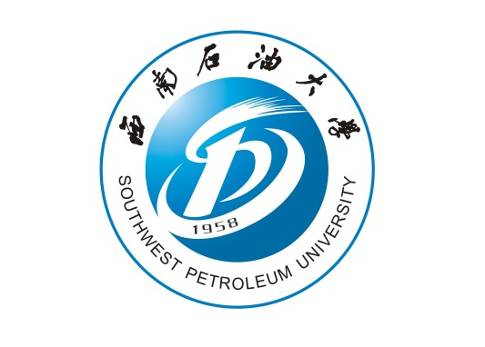 西南石油大学
1958
SOUTHWEST PETROLEUM UNIVERSITY